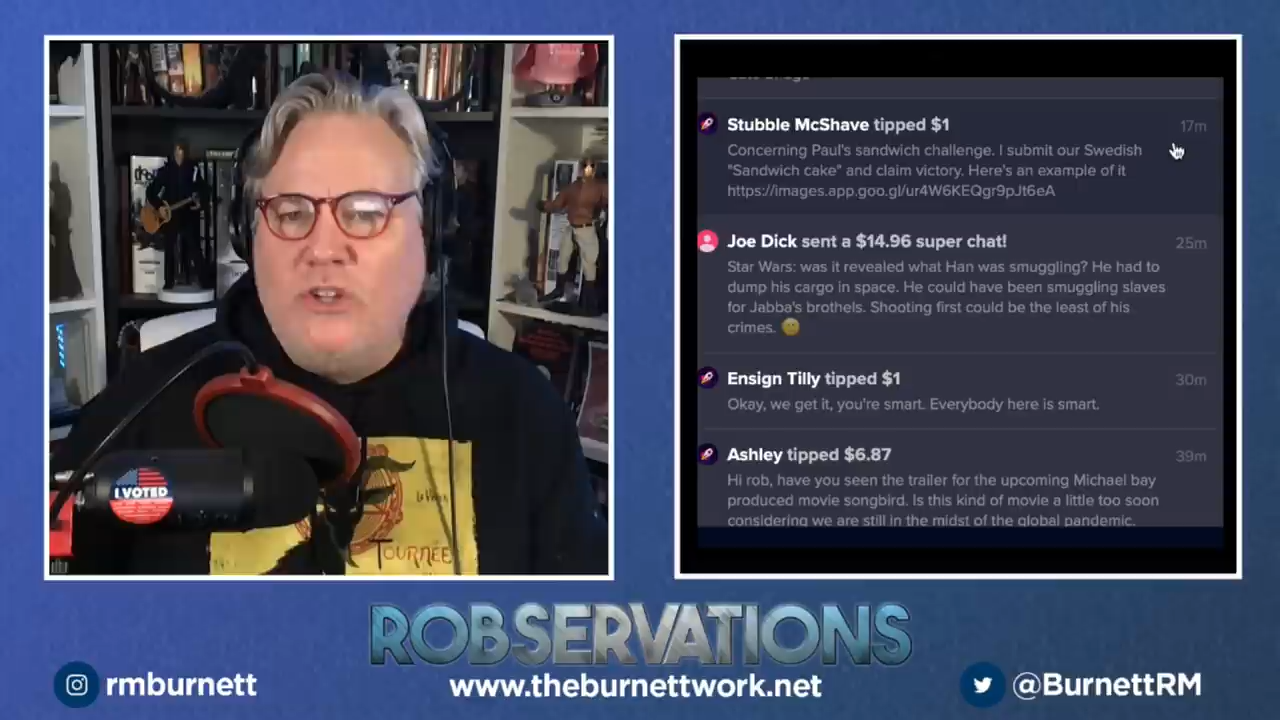 Stubble McShave tipped $1
17m
Concerning Paul's sandwich challenge. I submit our Swedish
"Sandwich cake" and claim victory. Here's an example of it
https://images.app.goo.gl/ur4W6KEQgr9pJt6eA
Joe Dick sent a $14.96 super chat!
25m
Star Wars: was it revealed what Han was smuggling? He had to
dump his cargo in space. He could have been smuggling slaves
for Jabba's brothels. Shooting first could be the least of his
crimes.
Ensign Tilly tipped $1
30m
Okay, we get it, you're smart. Everybody here is smart.
Ashley tipped $6.87
39m
Hi rob, have you seen the trailer for the upcoming Michael bay
produced movie songbird. Is this kind of movie a little too soon
considering we are still in the midst of the global pandemic.
I VOTED
TOURNÉE
ROBSERVATIONS
rmburnett
www.theburnettwork.net
@BurnettRM